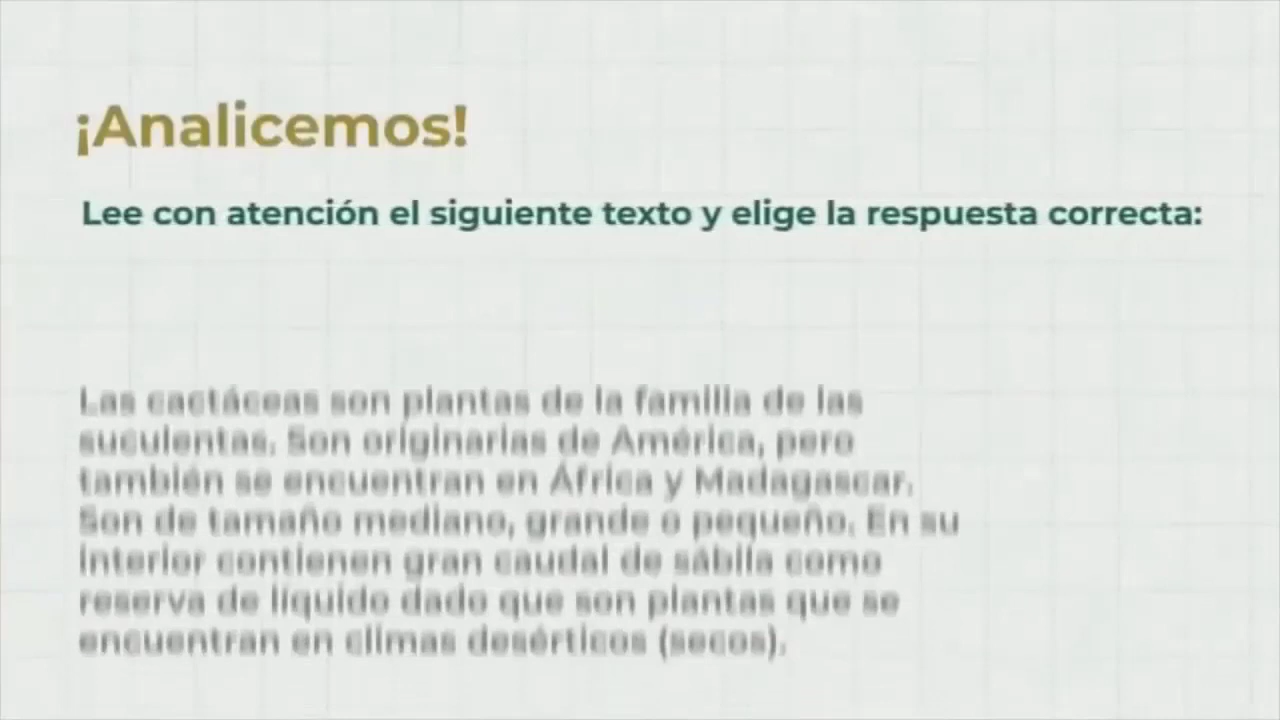 ¡Analicemos!
Lee con atención el siguiente texto y elige la respuesta correcta:
Las cactáceas son plantas de la familia de las
suculentas. Son originarias de América, pero
también se encuentran en África y Madagascar.
Son de tamaño mediano, grande o pequeño. En su
interior contienen gran caudal de sábila como
reserva de líquido dado que son plantas que se
encuentran en climas desérticos (secos).